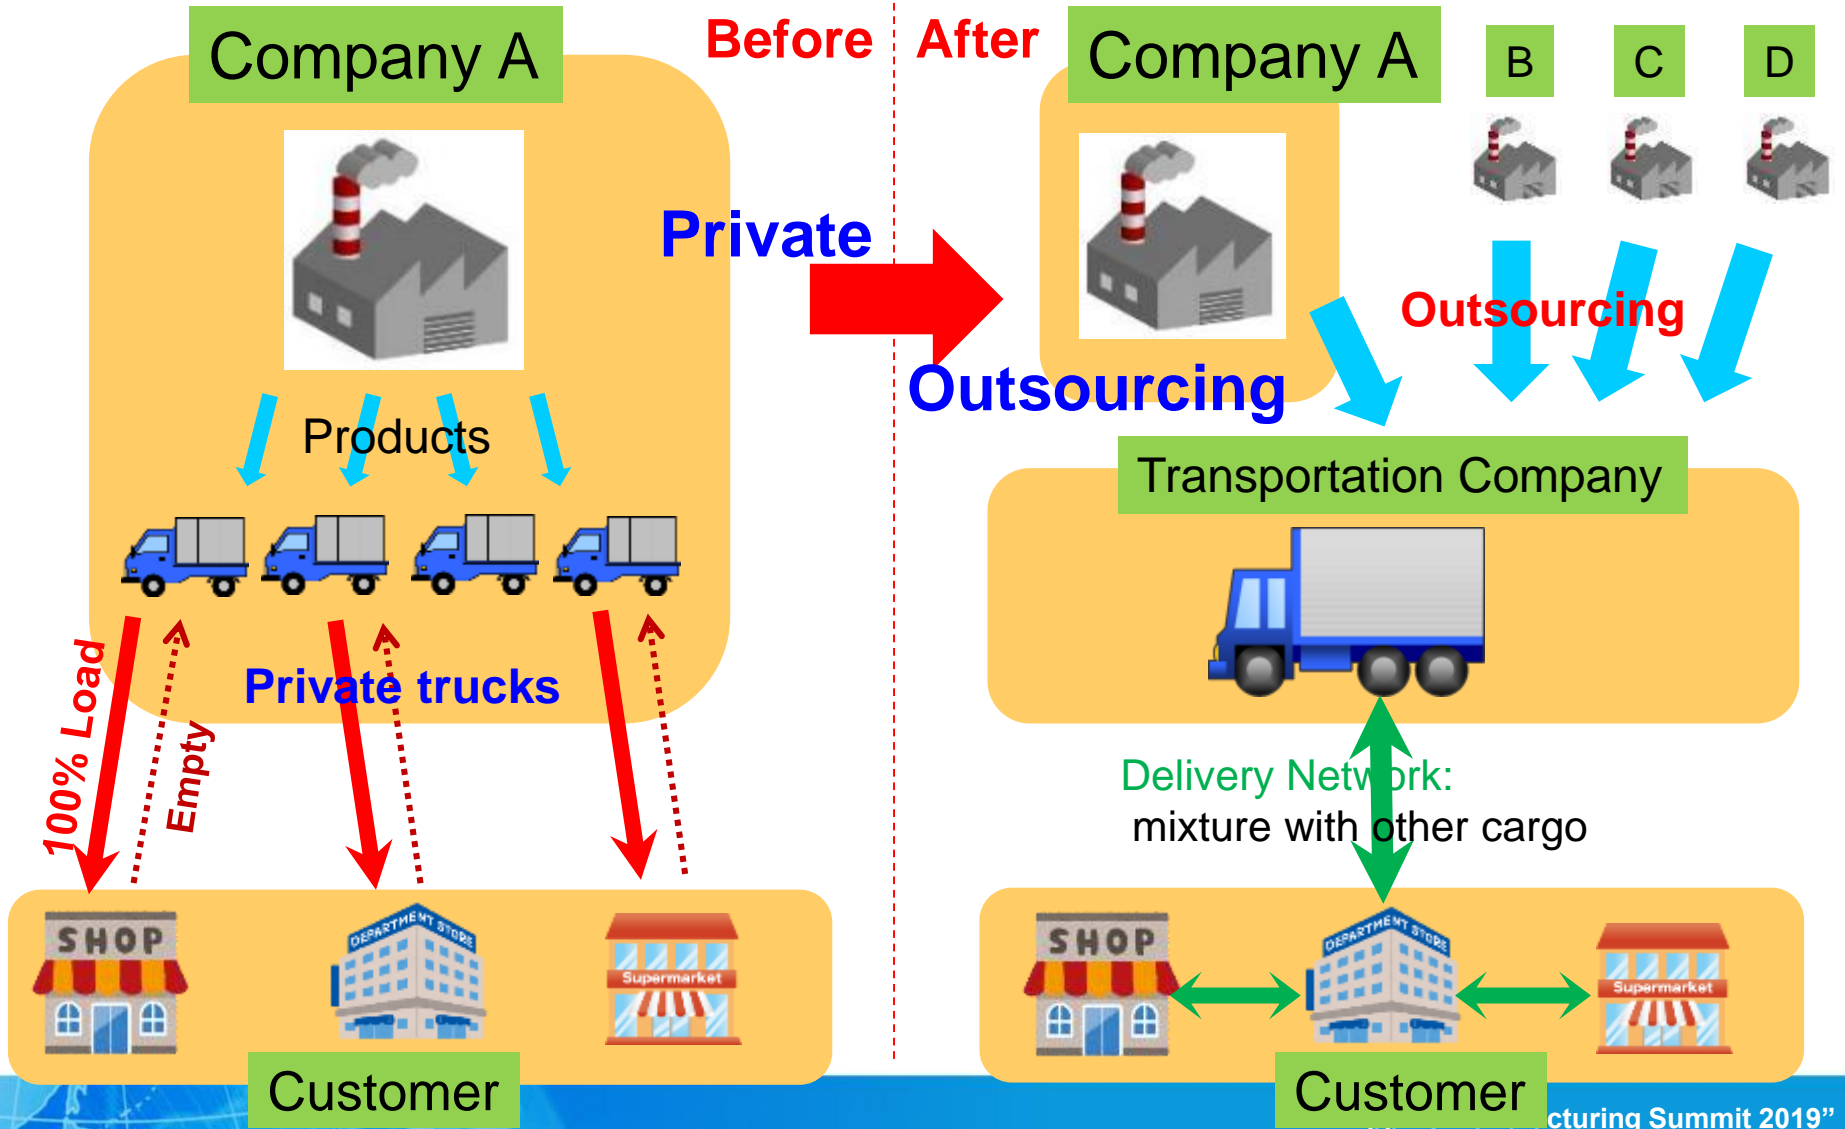 Company A
Before
After
Company A
B
C
D
Private
Outsourcing
Outsourcing
Products
Transportation Company
Private trucks
100% Load
Empty
Delivery Network:
mixture with other cargo
SHOP
DEPARTMENT STORE
Supermarket
SHOP
DEPARTMENT STORE
Supermarket
Customer
Customer
cturing Summit 2019”